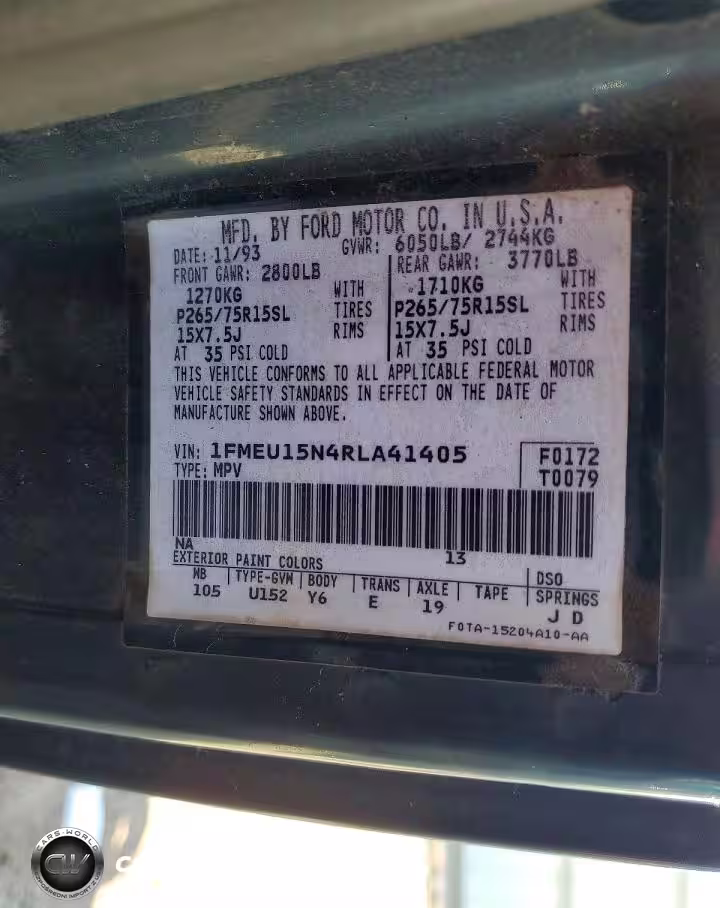 MFD. BY FORD MOTOR CO. IN U.S.A.
DATE: 11/93 GVWR: 6050LB/ 2744KG
FRONT GAWR: 2800LB REAR GAWR: 3770LB
1270KG WITH 1710KG WITH
P265/75R15SL TIRES P265/75R15SL TIRES
15X7.5J RIMS 15X7.5J RIMS
AT 35 PSI COLD AT 35 PSI COLD
THIS VEHICLE CONFORMS TO ALL APPLICABLE FEDERAL MOTOR
VEHICLE SAFETY STANDARDS IN EFFECT ON THE DATE OF
MANUFACTURE SHOWN ABOVE.
VIN: 1FMEU15N4RLA41405 F0172
TYPE: MPV T0079
NA 13
EXTERIOR PAINT COLORS
WB TYPE-GVW BODY TRANS AXLE TAPE DSO
SPRINGS
105 U152 Y6 E 19 J D
F0TA-15204A10-AA
CARS-WORLD
CW